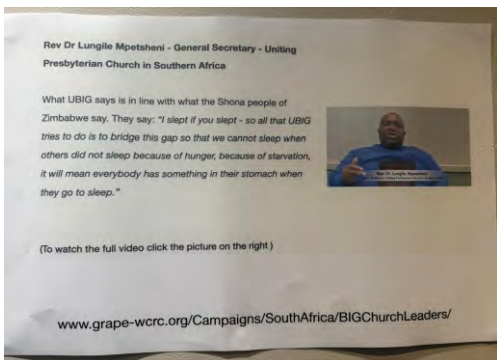 Rev Dr Lungile Mpetsheni - General Secretary - Uniting
Presbyterian Church in Southern Africa
What UBIG says is in line with what the Shona people of
Zimbabwe say. They say: "I slept if you slept - so all that UBIG
tries to do is to bridge this gap so that we cannot sleep when
others did not sleep because of hunger, because of starvation,
it will mean everybody has something in their stomach when
they go to sleep."
Rev Dr Lungile Mpetsheni
(To watch the full video click the picture on the right )
www.grape-wcrc.org/Campaigns/SouthAfrica/BIGChurchLeaders/